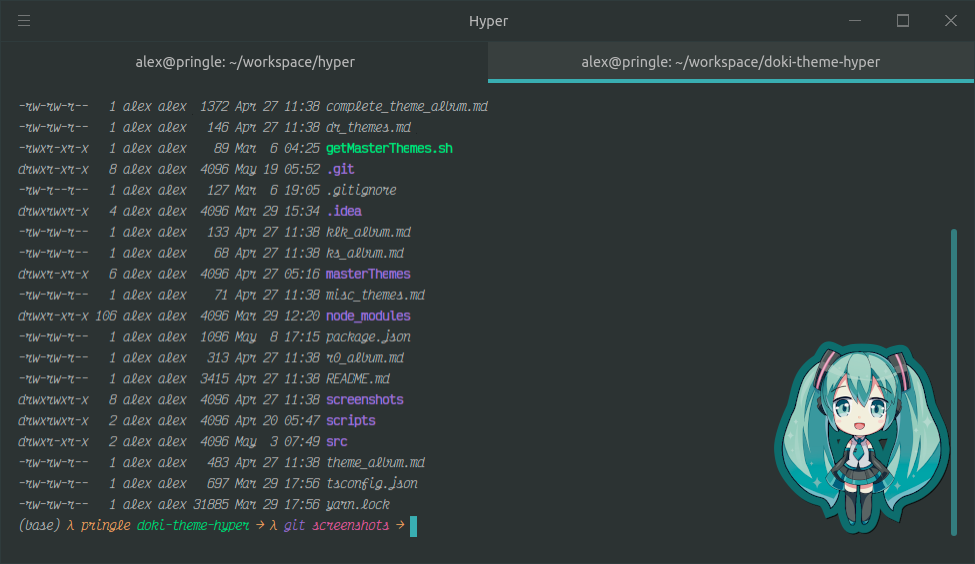 Hyper
alex@pringle: ~/workspace/hyper
alex@pringle: ~/workspace/doki-theme-hyper
-rw-rw-r-- 1 alex alex 1372 Apr 27 11:38 complete_theme_album.md
-rw-rw-r-- 1 alex alex 146 Apr 27 11:38 dr_themes.md
-rwxr-xr-x 1 alex alex 89 Mar 6 04:25 getMasterThemes.sh
drwxr-xr-x 8 alex alex 4096 May 19 05:52 .git
-rw-r--r-- 1 alex alex 127 Mar 6 19:05 .gitignore
drwxrwxr-x 4 alex alex 4096 Mar 29 15:34 .idea
-rw-rw-r-- 1 alex alex 133 Apr 27 11:38 klk_album.md
-rw-rw-r-- 1 alex alex 68 Apr 27 11:38 ks_album.md
drwxr-xr-x 6 alex alex 4096 Apr 27 05:16 masterThemes
-rw-rw-r-- 1 alex alex 71 Apr 27 11:38 misc_themes.md
drwxr-xr-x 106 alex alex 4096 Mar 29 12:20 node_modules
-rw-rw-r-- 1 alex alex 1096 May 8 17:15 package.json
-rw-rw-r-- 1 alex alex 313 Apr 27 11:38 r0_album.md
-rw-rw-r-- 1 alex alex 3415 Apr 27 11:38 README.md
drwxrwxr-x 8 alex alex 4096 Apr 27 11:38 screenshots
drwxrwxr-x 2 alex alex 4096 Apr 20 05:47 scripts
drwxrwxr-x 2 alex alex 4096 May 3 07:49 src
-rw-rw-r-- 1 alex alex 483 Apr 27 11:38 theme_album.md
-rw-rw-r-- 1 alex alex 697 Mar 29 17:56 tsconfig.json
-rw-rw-r-- 1 alex alex 31885 Mar 29 17:56 yarn.lock
(base) λ pringle doki-theme-hyper → λ git screenshots →